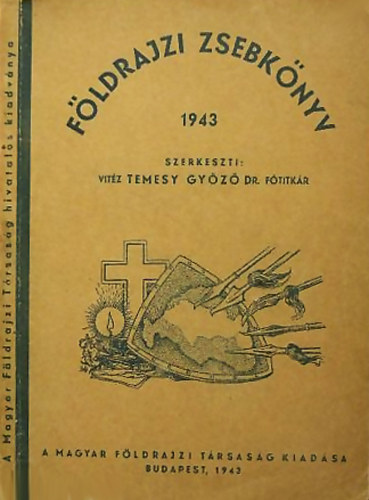 A Magyar Földrajzi Társaság hivatalos kiadványa
FÖLDRAJZI ZSEBKÖNYV
1943
SZERKESZTI:
VITÉZ TEMESY GYŐZŐ DR. FŐTITKÁR
A MAGYAR FÖLDRAJZI TÁRSASÁG KIADÁSA
BUDAPEST, 1943